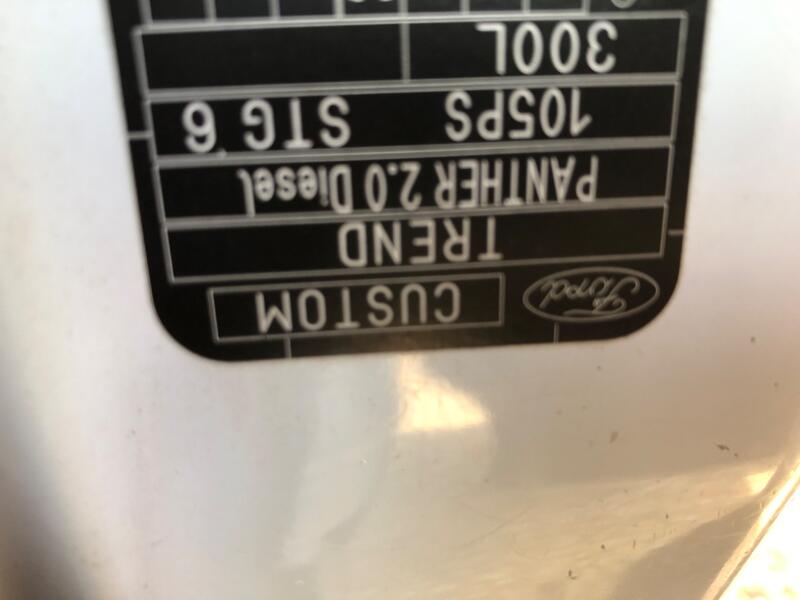 Ford CUSTOM
TREND
PANTHER 2.0 Diesel
105PS STG 6
300L